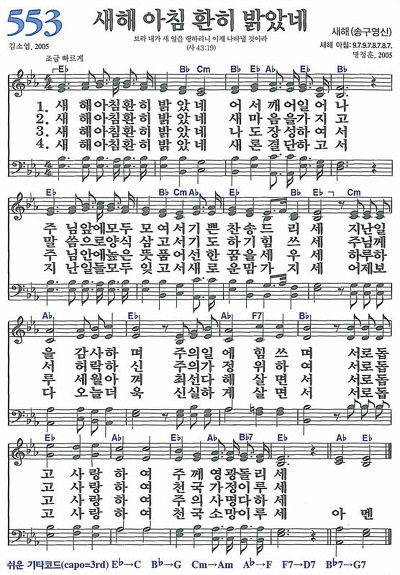 553
새해 아침 환히 밝았네
새해 (송구영신)
김소엽, 2005
보라 내가 새 일을 행하리니 이제 나타낼 것이라
(사 43:19)
새해 아침: 9.7.9.7.8.7.8.7.
명정훈, 2005
조금 빠르게
E♭ B♭ Cm B♭ E♭
1. 새 해아침환히 밝았네 어 서깨어일어나
2. 새 해아침환히 밝았네 새 마음을가지고
3. 새 해아침환히 밝았네 나 도장성하여서
4. 새 해아침환히 밝았네 새 론결단하고서
E♭ B♭ Cm A♭ E♭ B♭ E♭ Cm
주 님앞에모두 모여서기 쁜 찬송드 리 세 지난일
말 씀으로양식 삼고서기 도하기힘 쓰 세 주님께
주 님안에높은 뜻있고선한 꿈을세 우 세 하루하
지 난일들모두 잊고어서새로운맘가지 세 어제보
A♭ E♭ A♭ F7 B♭
을 감사하 며 주의일 에 힘 쓰 며 서로돕
서 허락하 신 주의가 정 위하 여 서로돕
루 세월아 껴 최선다 해 살면 서 서로돕
다 오늘더 욱 신실하 게 살면 서 서로돕
E♭ A♭ E♭ A♭ E♭ B♭7 E♭ A♭ E♭
고 사랑하 여 주께 영광돌리 세
고 사랑하 여 천국 가정이루 세
고 사랑하 여 주의 사명다하 세
고 사랑하 여 천국 소망이루 세 아 멘
쉬운 기타코드(capo=3rd) E♭→C B♭→G Cm→Am A♭→F F7→D7 B♭7→G7